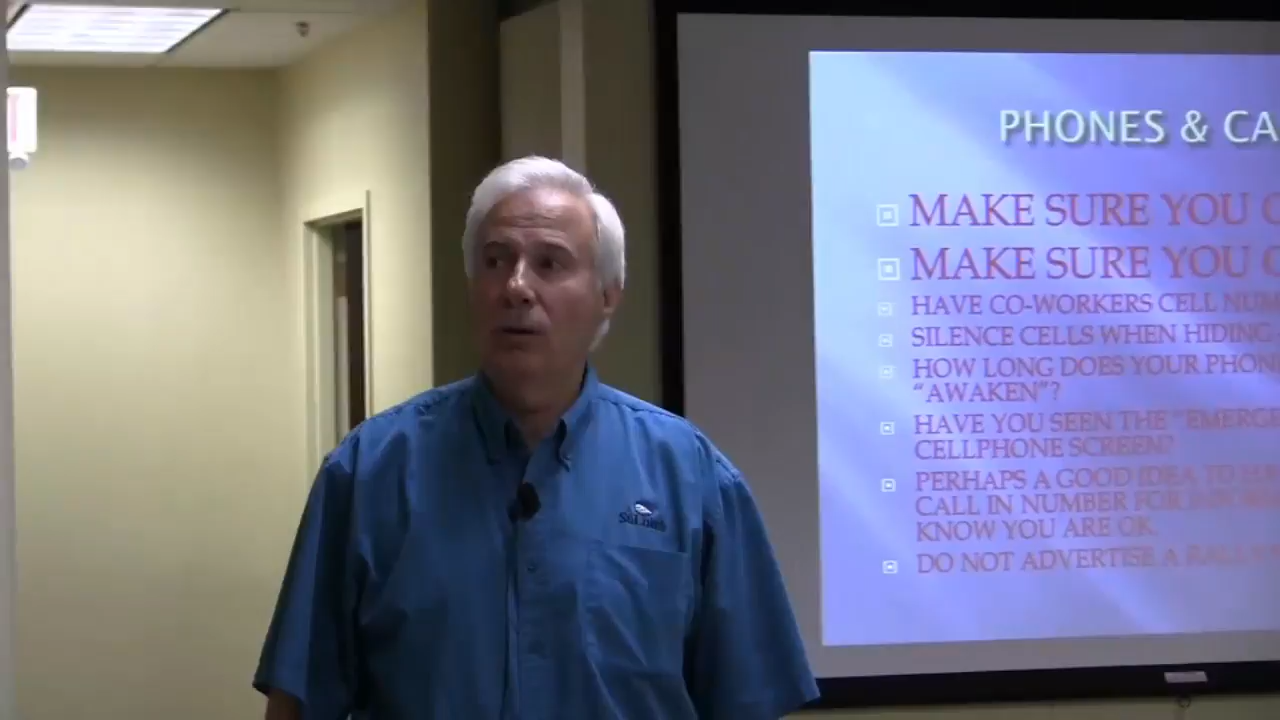 PHONES & CA
MAKE SURE YOU
MAKE SURE YOU
HAVE CO-WORKERS CELL NUM
SILENCE CELLS WHEN HIDING
HOW LONG DOES YOUR PHON
“AWAKEN”?
HAVE YOU SEEN THE “EMERGE
CELLPHONE SCREEN?
PERHAPS A GOOD IDEA TO
CALL IN NUMBER FOR
KNOW YOU ARE OK.
DO NOT ADVERTISE A